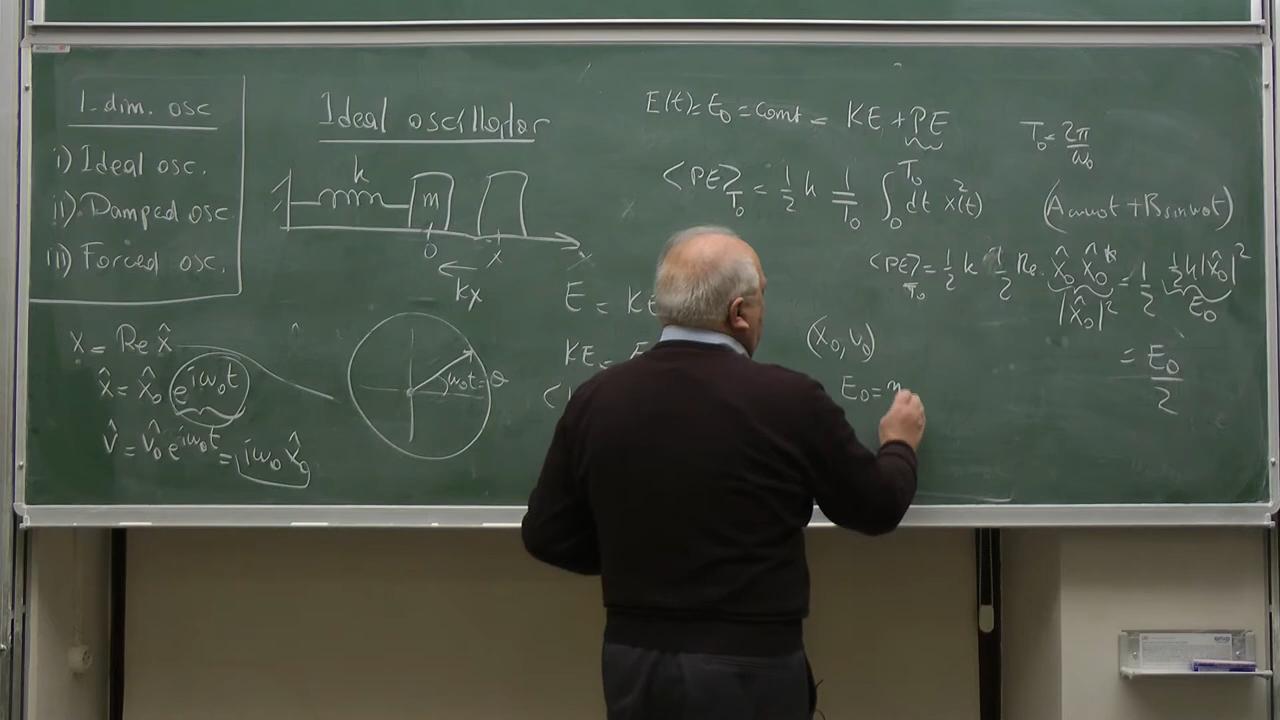 1-dim. osc
i) Ideal osc.
ii) Damped osc
iii) Forced osc.
Ideal oscillator
k
m
0
x
kx
x = Re x̂
x̂ = x̂₀ e^{iω₀t}
v̂ = v̂₀ e^{iω₀t} = iω₀ x̂₀
ω₀t = θ
E(t) = E₀ = const = KE + PE
T₀ = 2π/ω₀
<PE>_{T₀} = 1/2 k 1/T₀ ∫₀^{T₀} dt x²(t)
(A cos ω₀t + B sin ω₀t)
<PE>_{T₀} = 1/2 k 1/2 Re x̂₀ x̂₀* = 1/2 1/2 k|x̂₀|²
|x̂₀|²
E₀
= E₀/2
E = KE
KE =
(x₀, v₀)
E₀ =